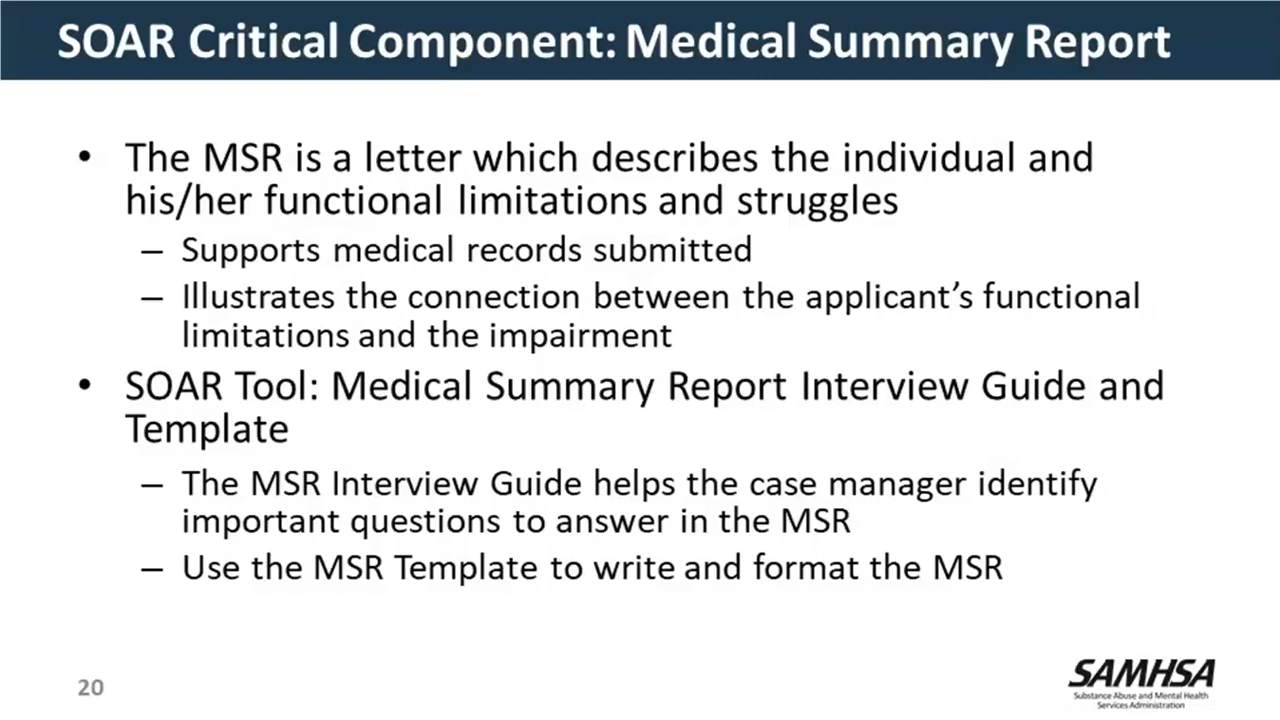 SOAR Critical Component: Medical Summary Report
• The MSR is a letter which describes the individual and
his/her functional limitations and struggles
– Supports medical records submitted
– Illustrates the connection between the applicant’s functional
limitations and the impairment
• SOAR Tool: Medical Summary Report Interview Guide and
Template
– The MSR Interview Guide helps the case manager identify
important questions to answer in the MSR
– Use the MSR Template to write and format the MSR
20
SAMHSA
Substance Abuse and Mental Health
Services Administration